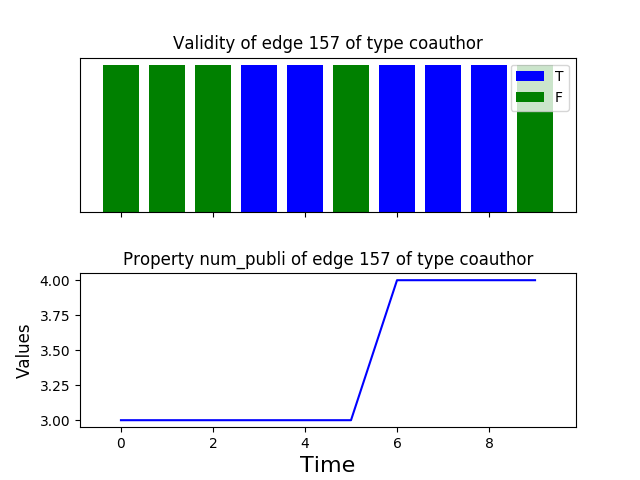 Validity of edge 157 of type coauthor
T
F
Property num_publi of edge 157 of type coauthor
4.00
3.75
3.50
3.25
3.00
Values
0 2 4 6 8
Time